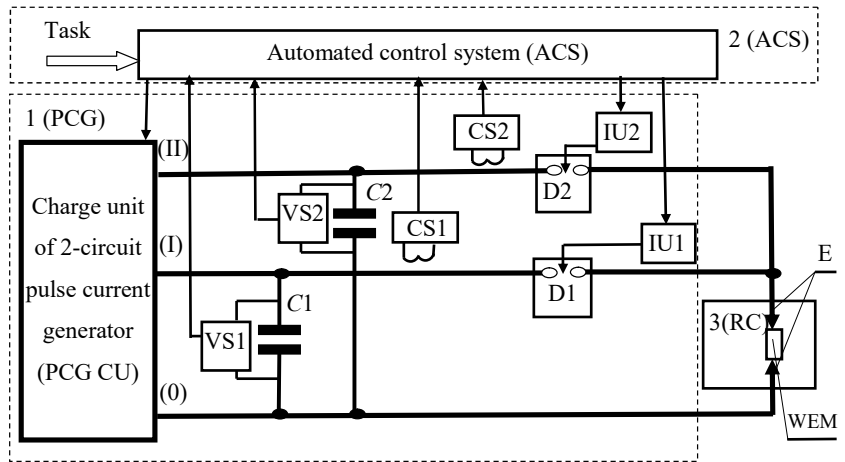 Task
Automated control system (ACS)
2 (ACS)
1 (PCG)
CS2
IU2
(II)
D2
C2
VS2
CS1
IU1
Charge unit
of 2-circuit
pulse current
generator
(PCG CU)
(I)
D1
E
C1
VS1
3(RC)
(0)
WEM